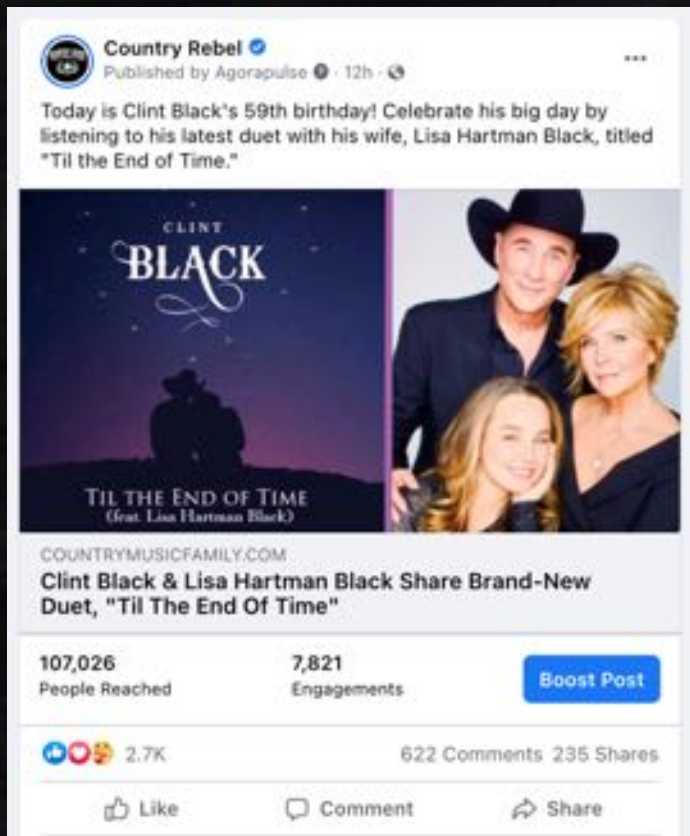 Country Rebel
Published by Agorapulse · 12h ·
Today is Clint Black's 59th birthday! Celebrate his big day by
listening to his latest duet with his wife, Lisa Hartman Black, titled
"Til the End of Time."
CLINT
BLACK
TIL THE END OF TIME
(feat. Lisa Hartman Black)
COUNTRYMUSICFAMILY.COM
Clint Black & Lisa Hartman Black Share Brand-New
Duet, "Til The End Of Time"
107,026 7,821
People Reached Engagements Boost Post
2.7K 622 Comments 235 Shares
Like Comment Share